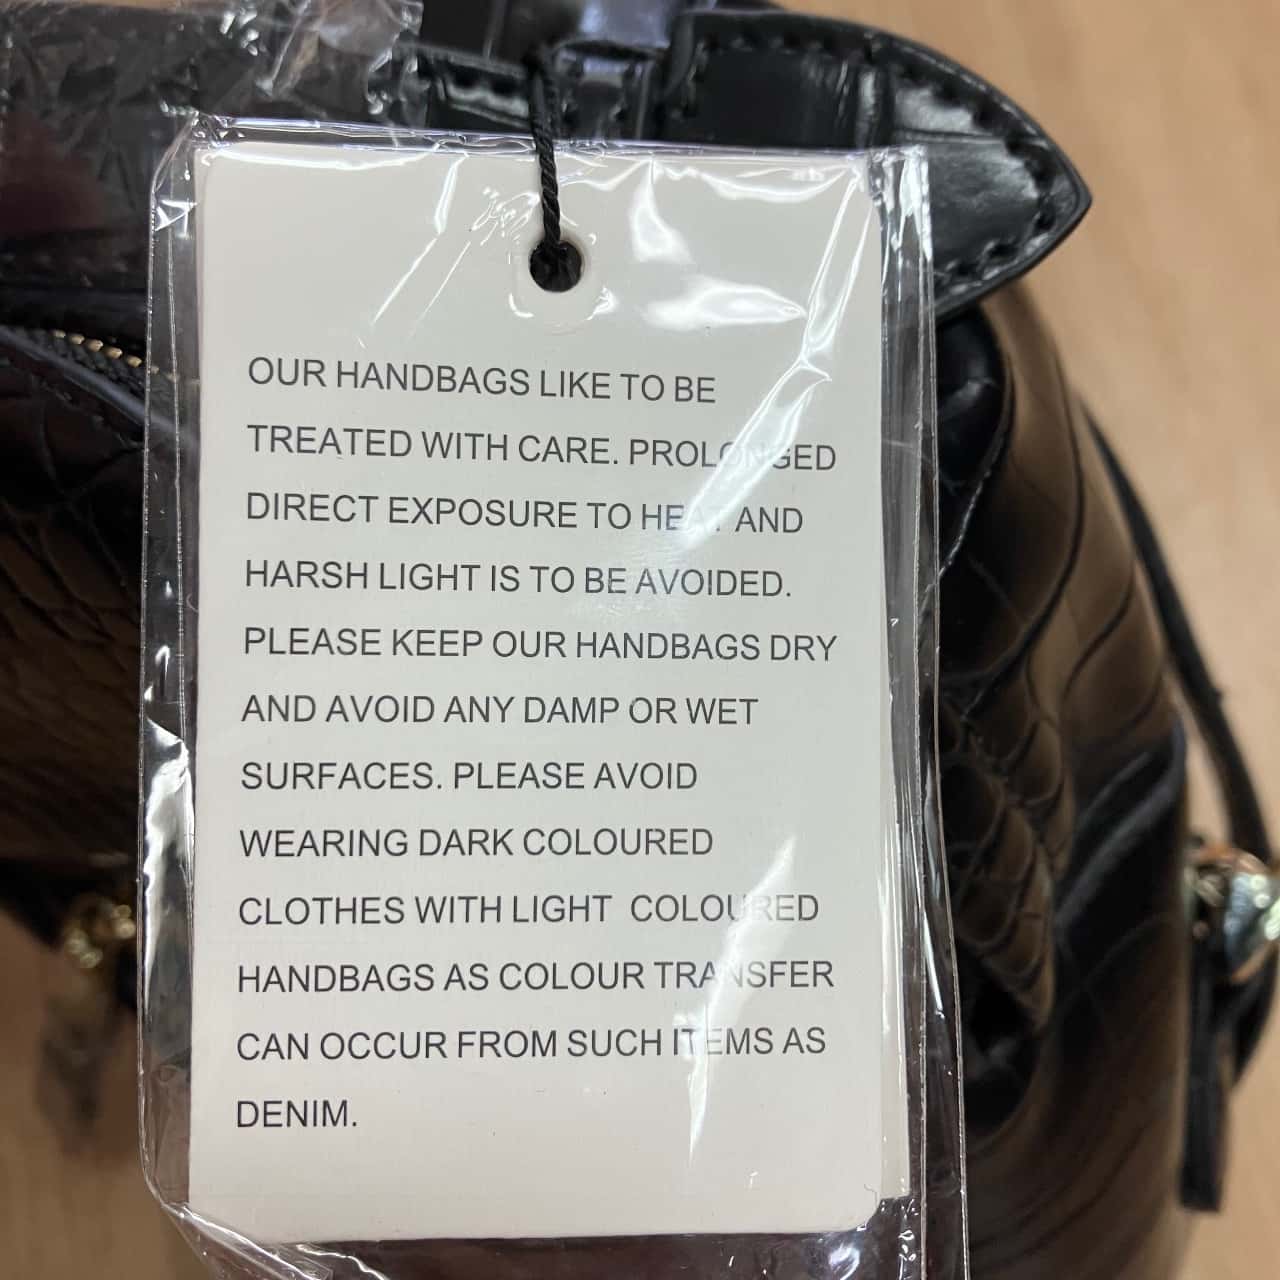 OUR HANDBAGS LIKE TO BE
TREATED WITH CARE. PROLONGED
DIRECT EXPOSURE TO HEAT AND
HARSH LIGHT IS TO BE AVOIDED.
PLEASE KEEP OUR HANDBAGS DRY
AND AVOID ANY DAMP OR WET
SURFACES. PLEASE AVOID
WEARING DARK COLOURED
CLOTHES WITH LIGHT COLOURED
HANDBAGS AS COLOUR TRANSFER
CAN OCCUR FROM SUCH ITEMS AS
DENIM.